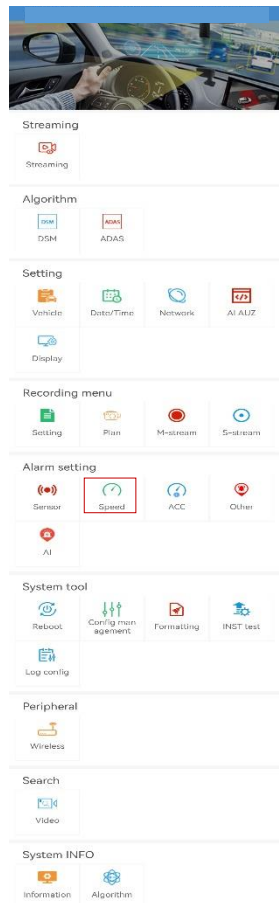 Streaming
Streaming
Algorithm
DSM
ADAS
DSM
ADAS
Setting
Vehicle
Date/Time
Network
AI AUZ
Display
Recording menu
Setting
Plan
M-stream
S-stream
Alarm setting
Sensor
Speed
ACC
Other
AI
System tool
Reboot
Config man
agement
Formatting
INST test
Log config
Peripheral
Wireless
Search
Video
System INFO
Information
Algorithm